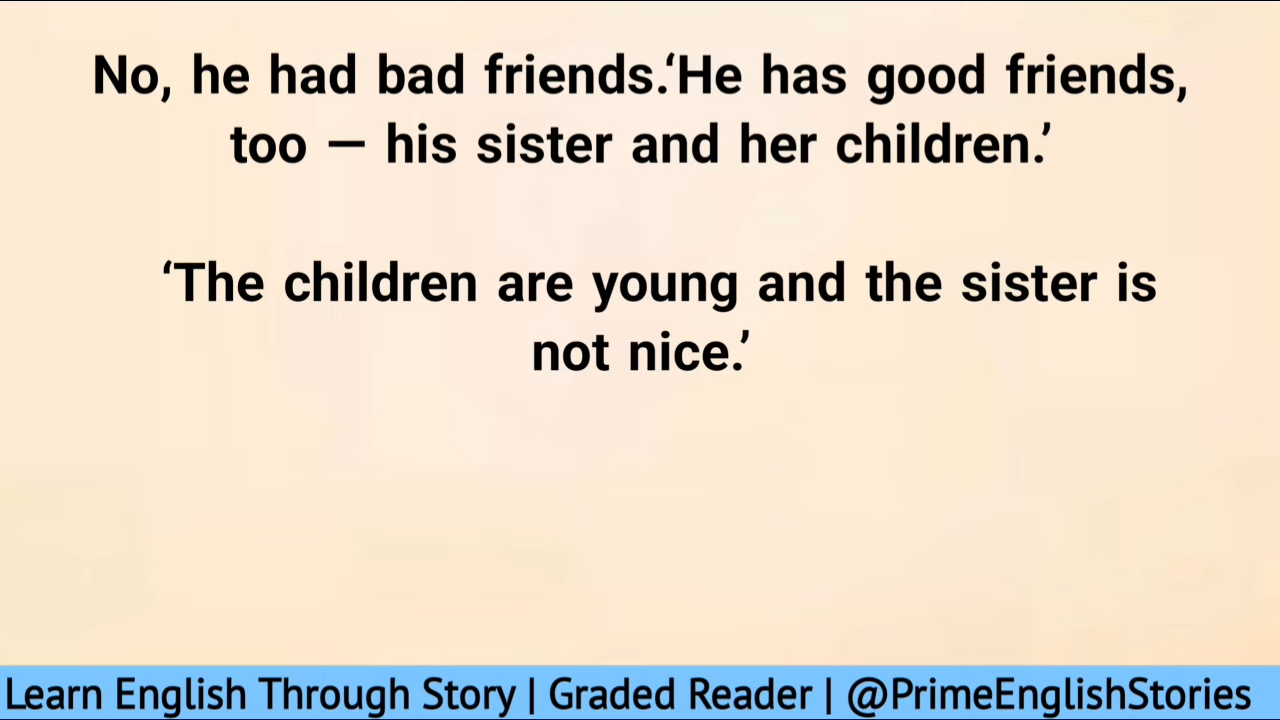 No, he had bad friends.‘He has good friends,
too — his sister and her children.’
‘The children are young and the sister is
not nice.’
Learn English Through Story | Graded Reader | @PrimeEnglishStories